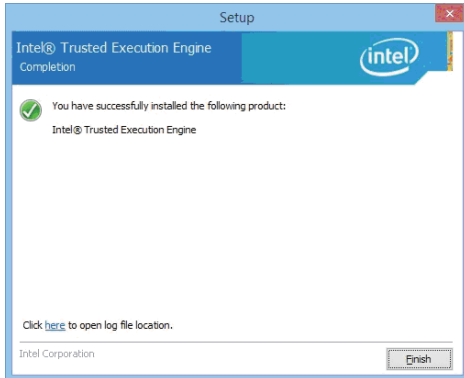 Setup
Intel® Trusted Execution Engine
Completion
intel
You have successfully installed the following product:
Intel® Trusted Execution Engine
Click here to open log file location.
Intel Corporation
Finish